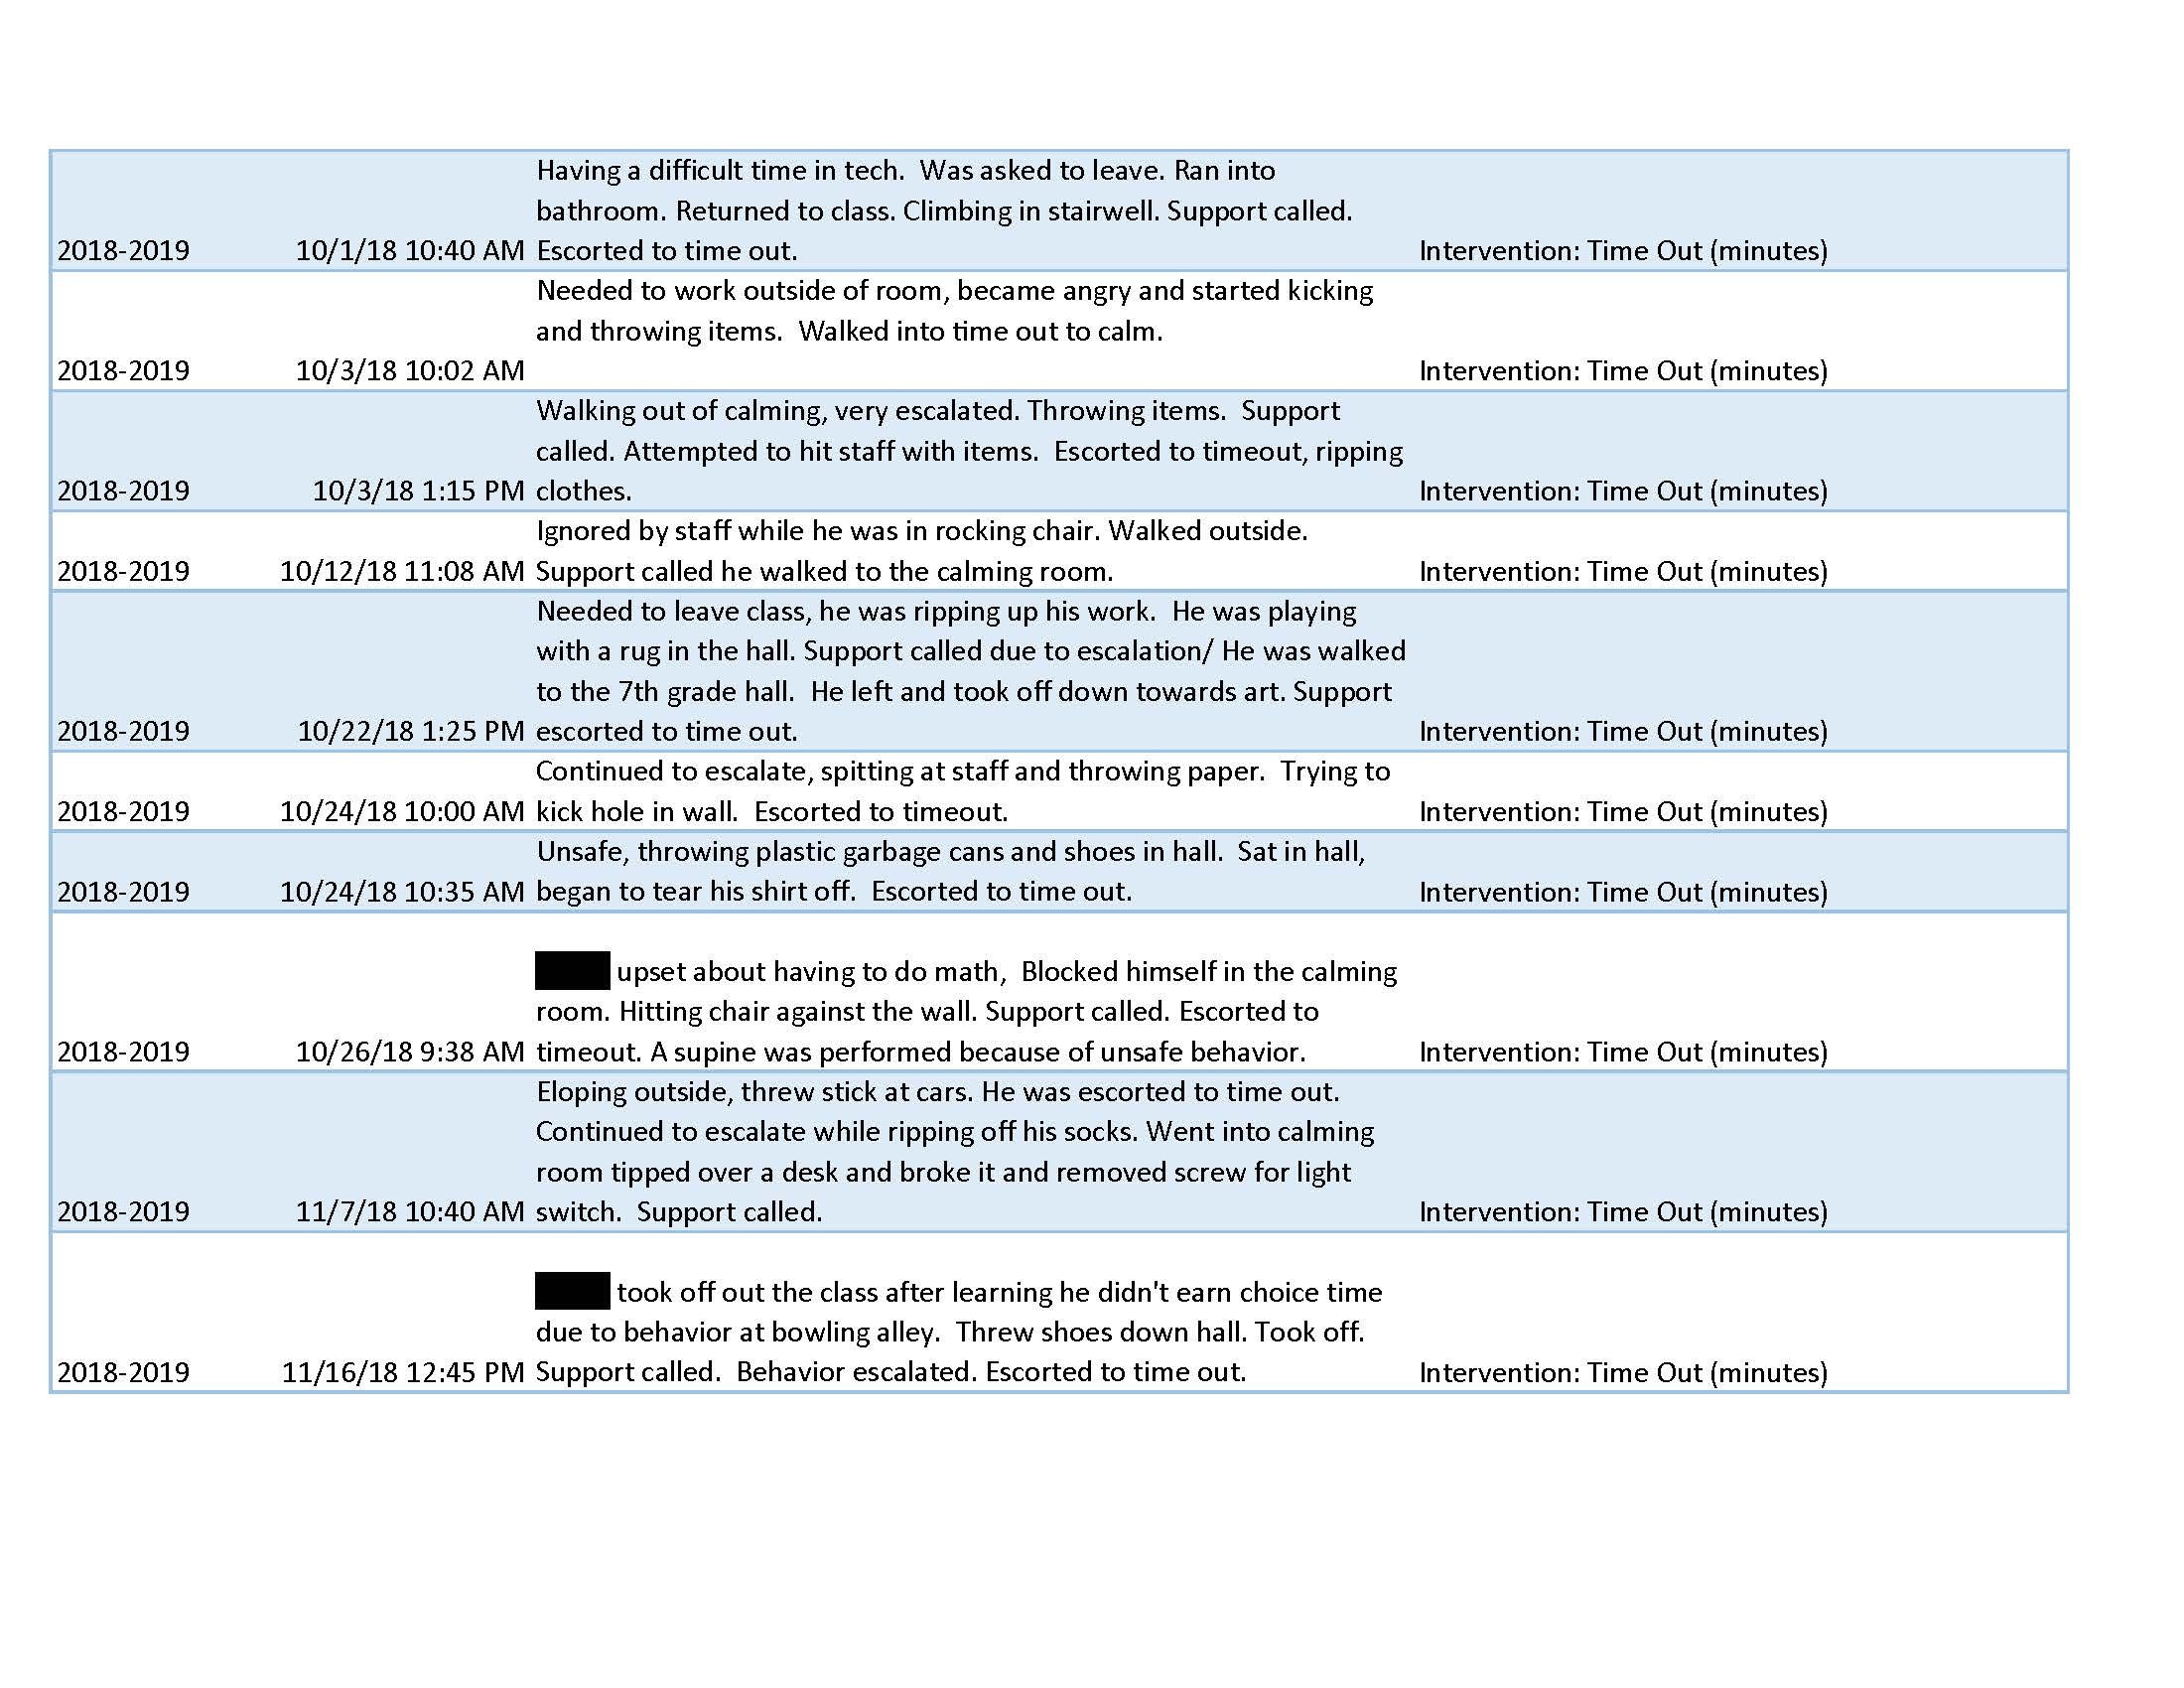 Having a difficult time in tech.  Was asked to leave. Ran into
bathroom. Returned to class. Climbing in stairwell. Support called.
2018-2019 10/1/18 10:40 AM Escorted to time out. Intervention: Time Out (minutes)
Needed to work outside of room, became angry and started kicking
and throwing items.  Walked into time out to calm.
2018-2019 10/3/18 10:02 AM Intervention: Time Out (minutes)
Walking out of calming, very escalated. Throwing items.  Support
called. Attempted to hit staff with items.  Escorted to timeout, ripping
2018-2019 10/3/18 1:15 PM clothes. Intervention: Time Out (minutes)
Ignored by staff while he was in rocking chair. Walked outside.
2018-2019 10/12/18 11:08 AM Support called he walked to the calming room. Intervention: Time Out (minutes)
Needed to leave class, he was ripping up his work.  He was playing
with a rug in the hall. Support called due to escalation/ He was walked
to the 7th grade hall.  He left and took off down towards art. Support
2018-2019 10/22/18 1:25 PM escorted to time out. Intervention: Time Out (minutes)
Continued to escalate, spitting at staff and throwing paper.  Trying to
2018-2019 10/24/18 10:00 AM kick hole in wall.  Escorted to timeout. Intervention: Time Out (minutes)
Unsafe, throwing plastic garbage cans and shoes in hall.  Sat in hall,
2018-2019 10/24/18 10:35 AM began to tear his shirt off.  Escorted to time out. Intervention: Time Out (minutes)
upset about having to do math,  Blocked himself in the calming
room. Hitting chair against the wall. Support called. Escorted to
2018-2019 10/26/18 9:38 AM timeout. A supine was performed because of unsafe behavior. Intervention: Time Out (minutes)
Eloping outside, threw stick at cars. He was escorted to time out.
Continued to escalate while ripping off his socks. Went into calming
room tipped over a desk and broke it and removed screw for light
2018-2019 11/7/18 10:40 AM switch.  Support called. Intervention: Time Out (minutes)
took off out the class after learning he didn't earn choice time
due to behavior at bowling alley.  Threw shoes down hall. Took off.
2018-2019 11/16/18 12:45 PM Support called.  Behavior escalated. Escorted to time out. Intervention: Time Out (minutes)